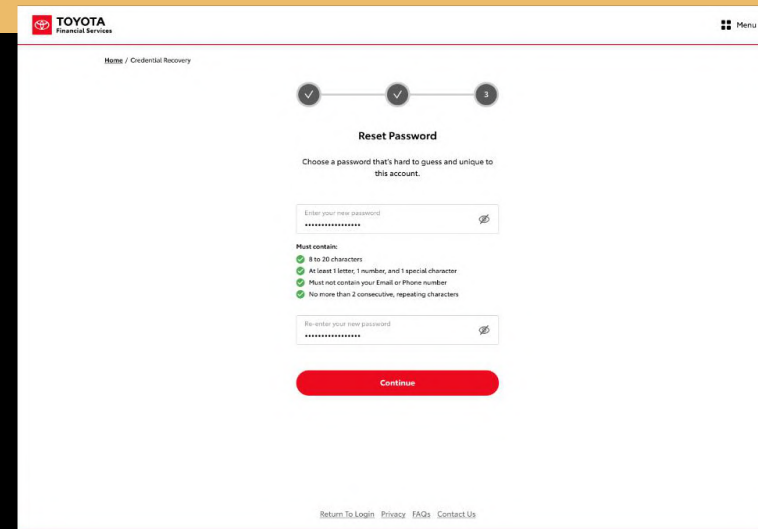 TOYOTA
Financial Services
Menu
Home / Credential Recovery
3
Reset Password
Choose a password that's hard to guess and unique to
this account.
Enter your new password
•••••••••••••••••
Must contain:
8 to 20 characters
At least 1 letter, 1 number, and 1 special character
Must not contain your Email or Phone number
No more than 2 consecutive, repeating characters
Re-enter your new password
•••••••••••••••••
Continue
Return To Login Privacy FAQs Contact Us